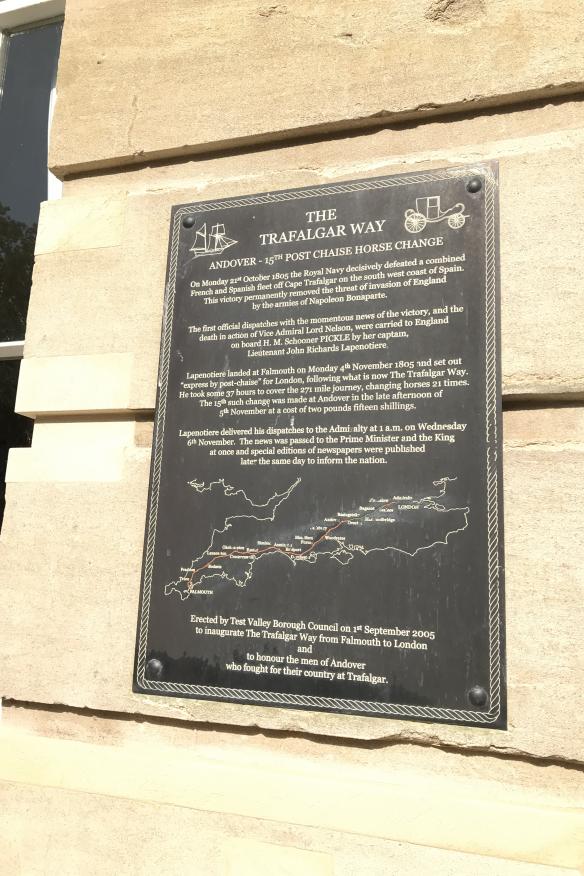 THE
TRAFALGAR WAY
ANDOVER - 15TH POST CHAISE HORSE CHANGE
On Monday 21st October 1805 the Royal Navy decisively defeated a combined
French and Spanish fleet off Cape Trafalgar on the south west coast of Spain.
This victory permanently removed the threat of invasion of England
by the armies of Napoleon Bonaparte.
The first official dispatches with the momentous news of the victory, and the
death in action of Vice Admiral Lord Nelson, were carried to England
on board H. M. Schooner PICKLE by her captain,
Lieutenant John Richards Lapenotiere.
Lapenotiere landed at Falmouth on Monday 4th November 1805 and set out
"express by post-chaise" for London, following what is now The Trafalgar Way.
He took some 37 hours to cover the 271 mile journey, changing horses 21 times.
The 15th such change was made at Andover in the late afternoon of
5th November at a cost of two pounds fifteen shillings.
Lapenotiere delivered his dispatches to the Admiralty at 1 a.m. on Wednesday
6th November. The news was passed to the Prime Minister and the King
at once and special editions of newspapers were published
later the same day to inform the nation.
LONDON
FALMOUTH
Erected by Test Valley Borough Council on 1st September 2005
to inaugurate The Trafalgar Way from Falmouth to London
and
to honour the men of Andover
who fought for their country at Trafalgar.